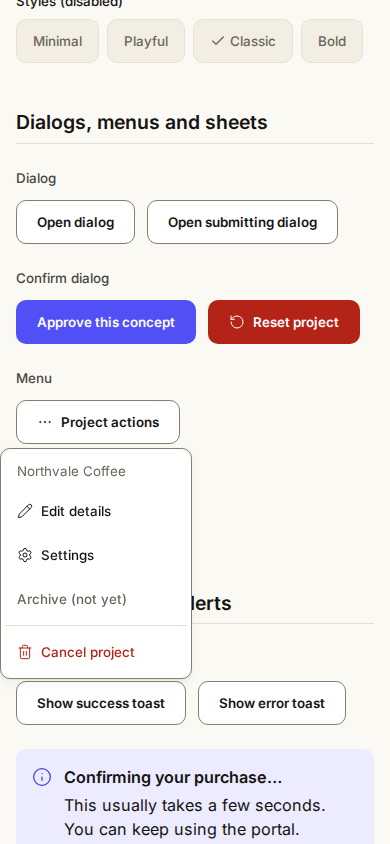 Styles (disabled)
Minimal
Playful
Classic
Bold
Dialogs, menus and sheets
Dialog
Open dialog
Open submitting dialog
Confirm dialog
Approve this concept
Reset project
Menu
Project actions
Northvale Coffee
Edit details
Settings
Archive (not yet)
lerts
Cancel project
Show success toast
Show error toast
Confirming your purchase...
This usually takes a few seconds.
You can keep using the portal.